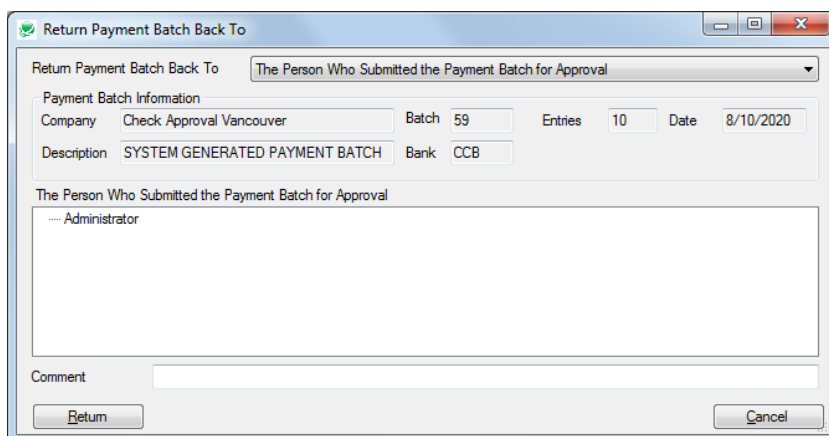 Return Payment Batch Back To
Return Payment Batch Back To The Person Who Submitted the Payment Batch for Approval
Payment Batch Information
Company Check Approval Vancouver Batch 59 Entries 10 Date 8/10/2020
Description SYSTEM GENERATED PAYMENT BATCH Bank CCB
The Person Who Submitted the Payment Batch for Approval
Administrator
Comment
Return Cancel